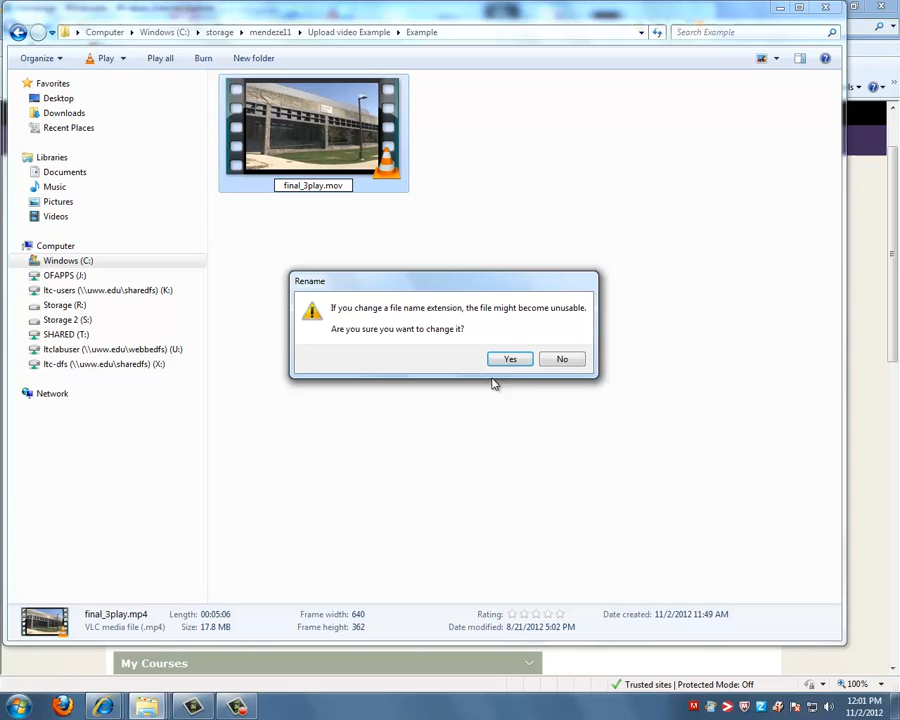 Computer ▸ Windows (C:) ▸ storage ▸ mendeze11 ▸ Upload video Example ▸ Example
Search Example
Organize
Play
Play all
Burn
New folder
Favorites
Desktop
Downloads
Recent Places
Libraries
Documents
Music
Pictures
Videos
Computer
Windows (C:)
OFAPPS (J:)
ltc-users (\\uww.edu\sharedfs) (K:)
Storage (R:)
Storage 2 (S:)
SHARED (T:)
ltclabuser (\\uww.edu\webbedfs) (U:)
ltc-dfs (\\uww.edu\sharedfs) (X:)
Network
final_3play.mov
Rename
If you change a file name extension, the file might become unusable.
Are you sure you want to change it?
Yes
No
final_3play.mp4
Length: 00:05:06
Frame width: 640
Rating:
Date created: 11/2/2012 11:49 AM
VLC media file (.mp4)
Size: 17.8 MB
Frame height: 362
Date modified: 8/21/2012 5:02 PM
My Courses
Trusted sites | Protected Mode: Off
100%
12:01 PM
11/2/2012